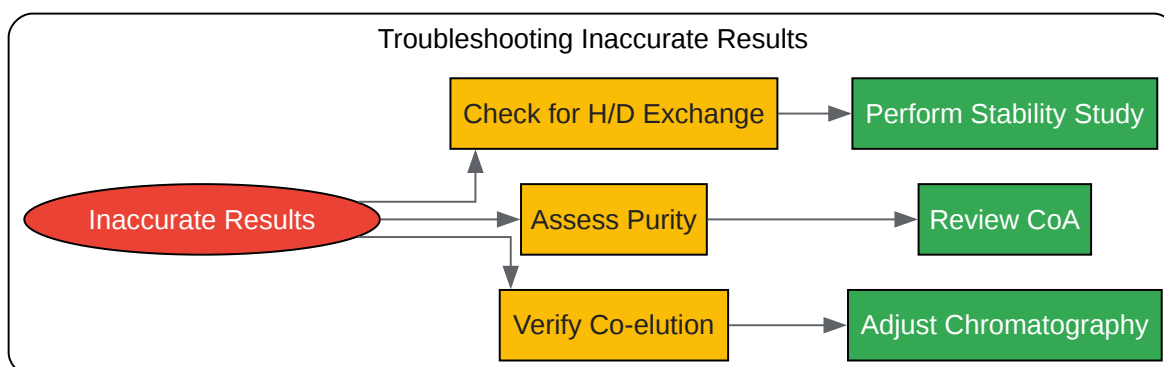 Troubleshooting Inaccurate Results
Check for H/D Exchange
Perform Stability Study
Inaccurate Results
Assess Purity
Review CoA
Verify Co-elution
Adjust Chromatography